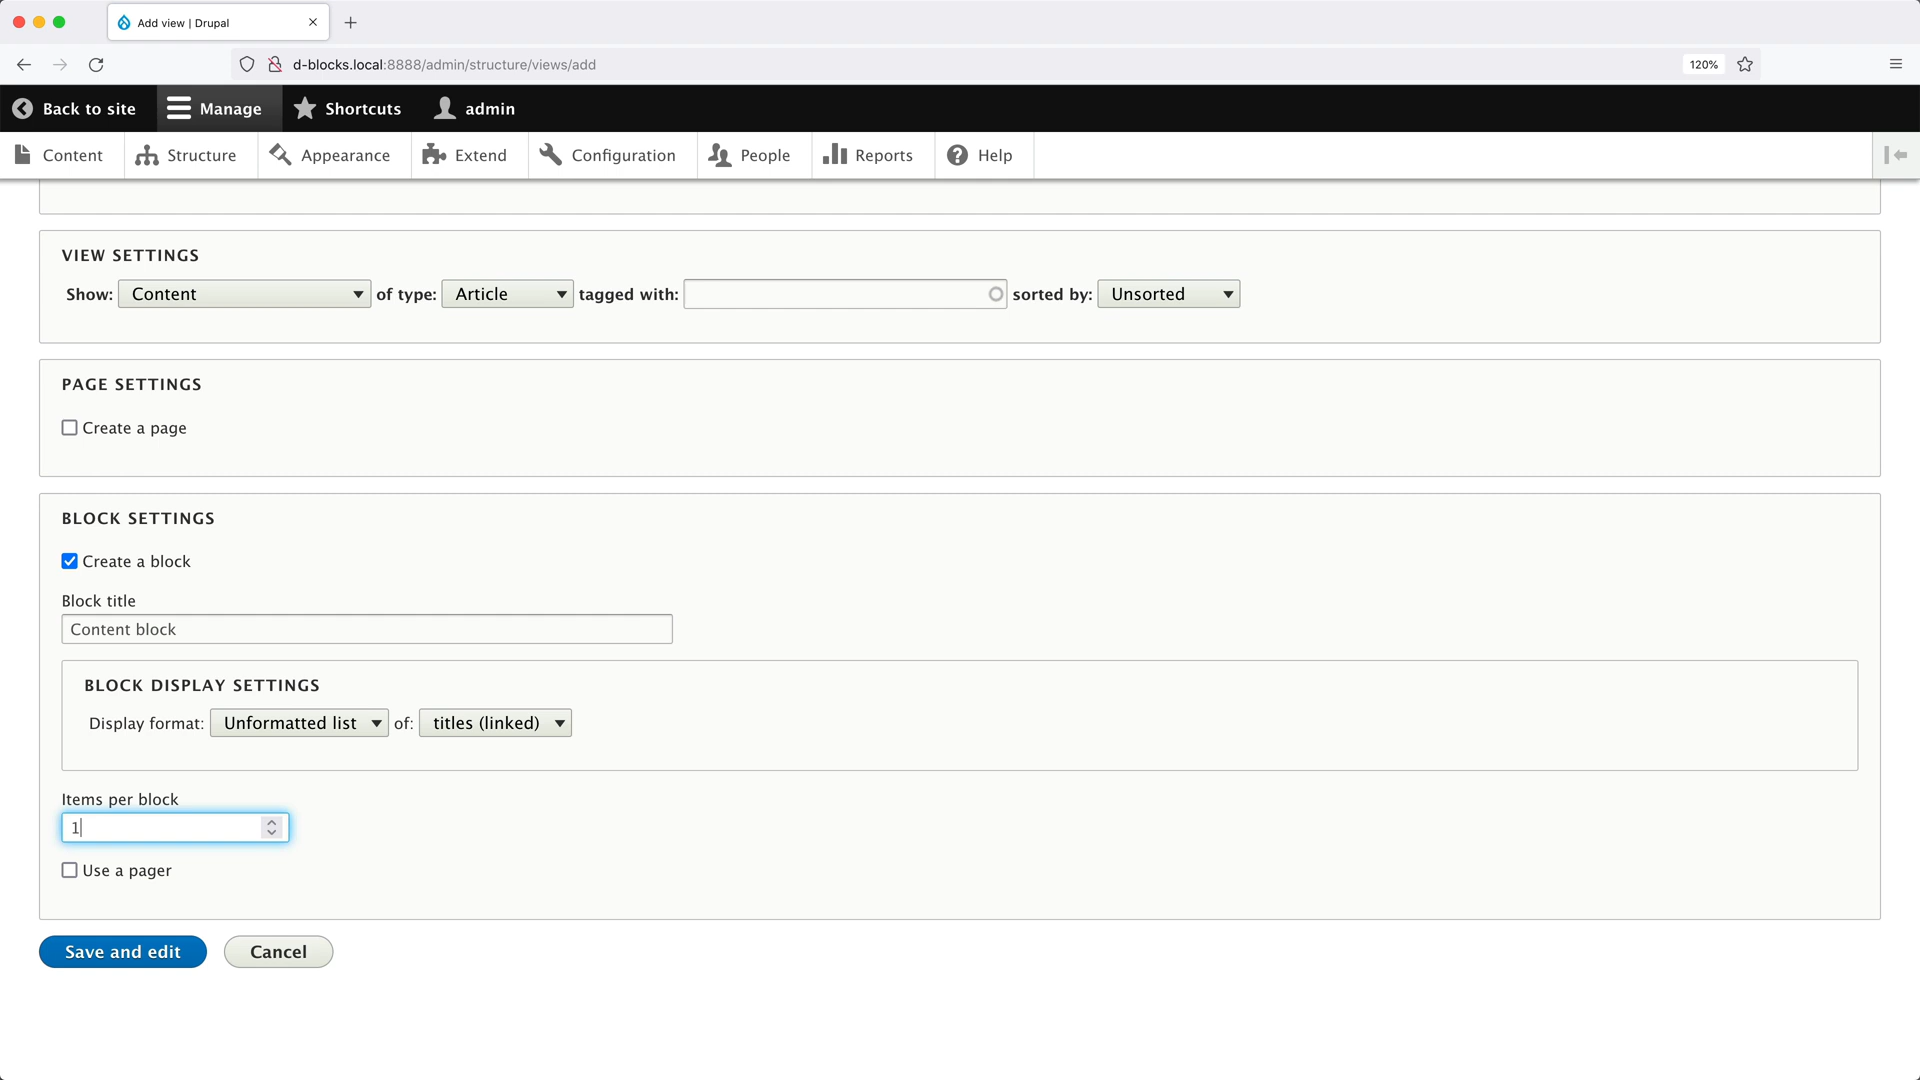 Add view | Drupal
d-blocks.local:8888/admin/structure/views/add
120%
Back to site
Manage
Shortcuts
admin
Content
Structure
Appearance
Extend
Configuration
People
Reports
Help
VIEW SETTINGS
Show: Content of type: Article tagged with: sorted by: Unsorted
PAGE SETTINGS
Create a page
BLOCK SETTINGS
Create a block
Block title
Content block
BLOCK DISPLAY SETTINGS
Display format: Unformatted list of: titles (linked)
Items per block
1
Use a pager
Save and edit
Cancel